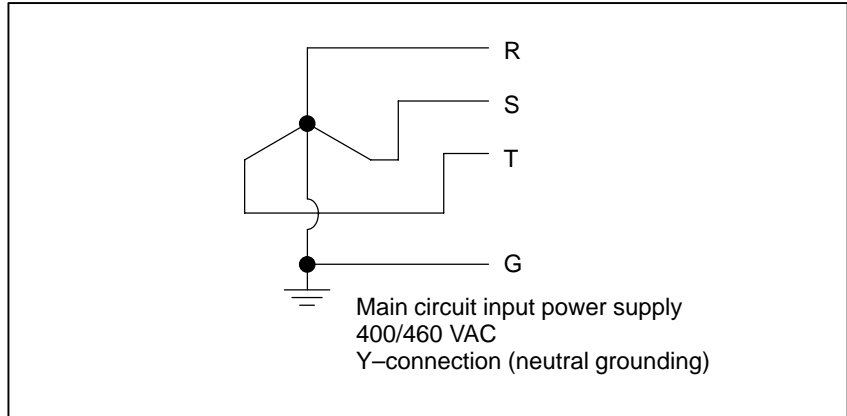 R
S
T
G
Main circuit input power supply
400/460 VAC
Y–connection (neutral grounding)